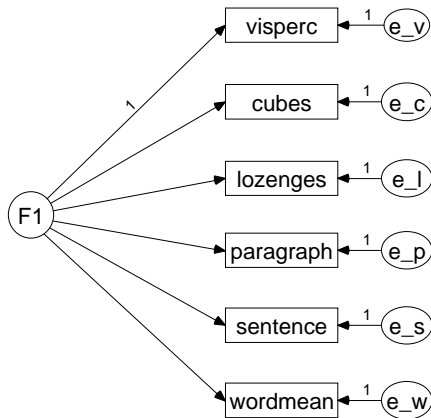 1 visperc 1 e_v
cubes 1 e_c
lozenges 1 e_l
F1
paragraph 1 e_p
sentence 1 e_s
wordmean 1 e_w